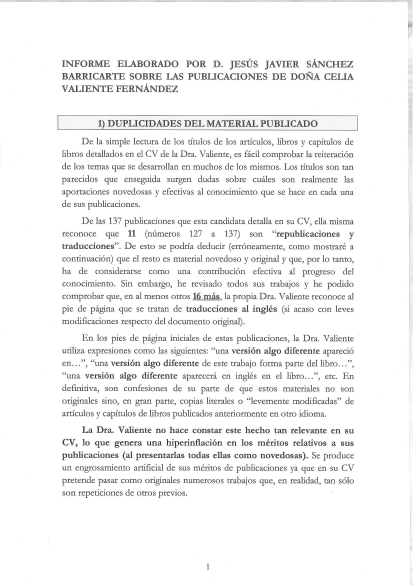 INFORME ELABORADO POR D. JESÚS JAVIER SÁNCHEZ
BARRICARTE SOBRE LAS PUBLICACIONES DE DOÑA CELIA
VALIENTE FERNÁNDEZ
1) DUPLICIDADES DEL MATERIAL PUBLICADO
De la simple lectura de los títulos de los artículos, libros y capítulos de
libros detallados en el CV de la Dra. Valiente, es fácil comprobar la reiteración
de los temas que se desarrollan en muchos de los mismos. Los títulos son tan
parecidos que enseguida surgen dudas sobre cuáles son realmente las
aportaciones novedosas y efectivas al conocimiento que se hace en cada una
de sus publicaciones.
De las 137 publicaciones que esta candidata detalla en su CV, ella misma
reconoce que 11 (números 127 a 137) son “republicaciones y
traducciones”. De esto se podría deducir (erróneamente, como mostraré a
continuación) que el resto es material novedoso y original y que, por lo tanto,
ha de considerarse como una contribución efectiva al progreso del
conocimiento. Sin embargo, he revisado todos sus trabajos y he podido
comprobar que, en al menos otros 16 más, la propia Dra. Valiente reconoce al
pie de página que se tratan de traducciones al inglés (si acaso con leves
modificaciones respecto del documento original).
En los pies de página iniciales de estas publicaciones, la Dra. Valiente
utiliza expresiones como las siguientes: “una versión algo diferente apareció
en…”, “una versión algo diferente de este trabajo forma parte del libro…”,
“una versión algo diferente aparecerá en inglés en el libro…”, etc. En
definitiva, son confesiones de su parte de que estos materiales no son
originales sino, en gran parte, copias literales o “levemente modificadas” de
artículos y capítulos de libros publicados anteriormente en otro idioma.
La Dra. Valiente no hace constar este hecho tan relevante en su
CV, lo que genera una hiperinflación en los méritos relativos a sus
publicaciones (al presentarlas todas ellas como novedosas). Se produce
un engrosamiento artificial de sus méritos de publicaciones ya que en su CV
pretende pasar como originales numerosos trabajos que, en realidad, tan sólo
son repeticiones de otros previos.
1